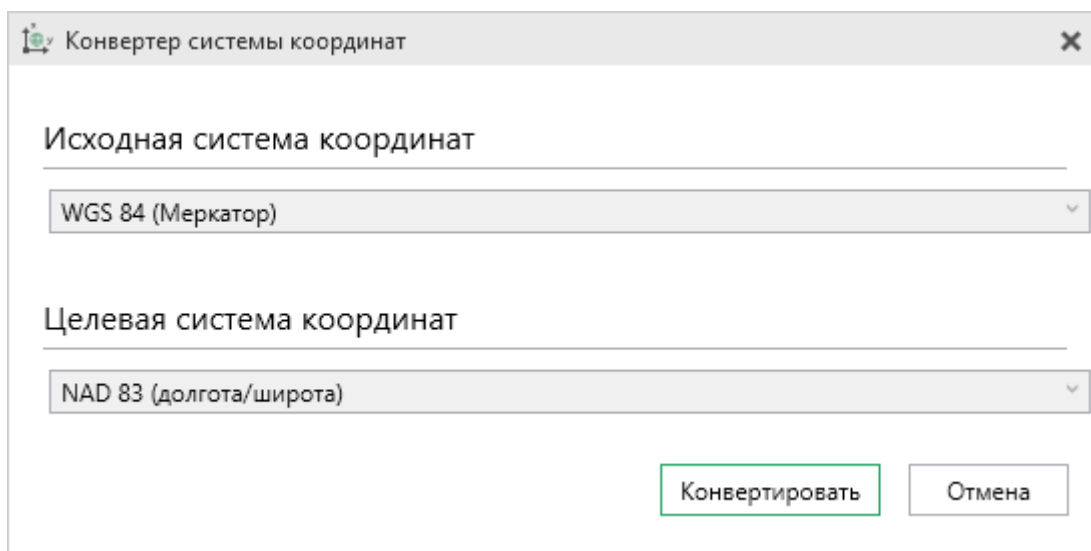 Конвертер системы координат
Исходная система координат
WGS 84 (Меркатор)
Целевая система координат
NAD 83 (долгота/широта)
Конвертировать Отмена